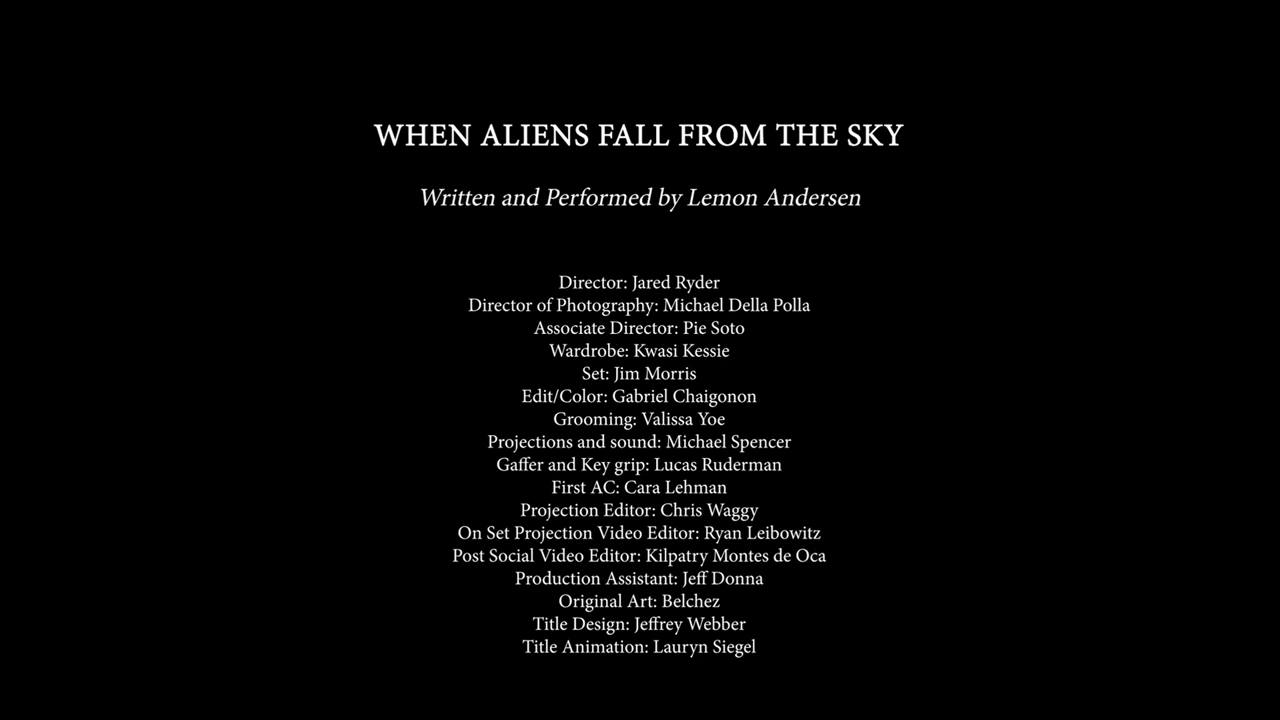 WHEN ALIENS FALL FROM THE SKY
Written and Performed by Lemon Andersen
Director: Jared Ryder
Director of Photography: Michael Della Polla
Associate Director: Pie Soto
Wardrobe: Kwasi Kessie
Set: Jim Morris
Edit/Color: Gabriel Chaigonon
Grooming: Valissa Yoe
Projections and sound: Michael Spencer
Gaffer and Key grip: Lucas Ruderman
First AC: Cara Lehman
Projection Editor: Chris Waggy
On Set Projection Video Editor: Ryan Leibowitz
Post Social Video Editor: Kilpatry Montes de Oca
Production Assistant: Jeff Donna
Original Art: Belchez
Title Design: Jeffrey Webber
Title Animation: Lauryn Siegel